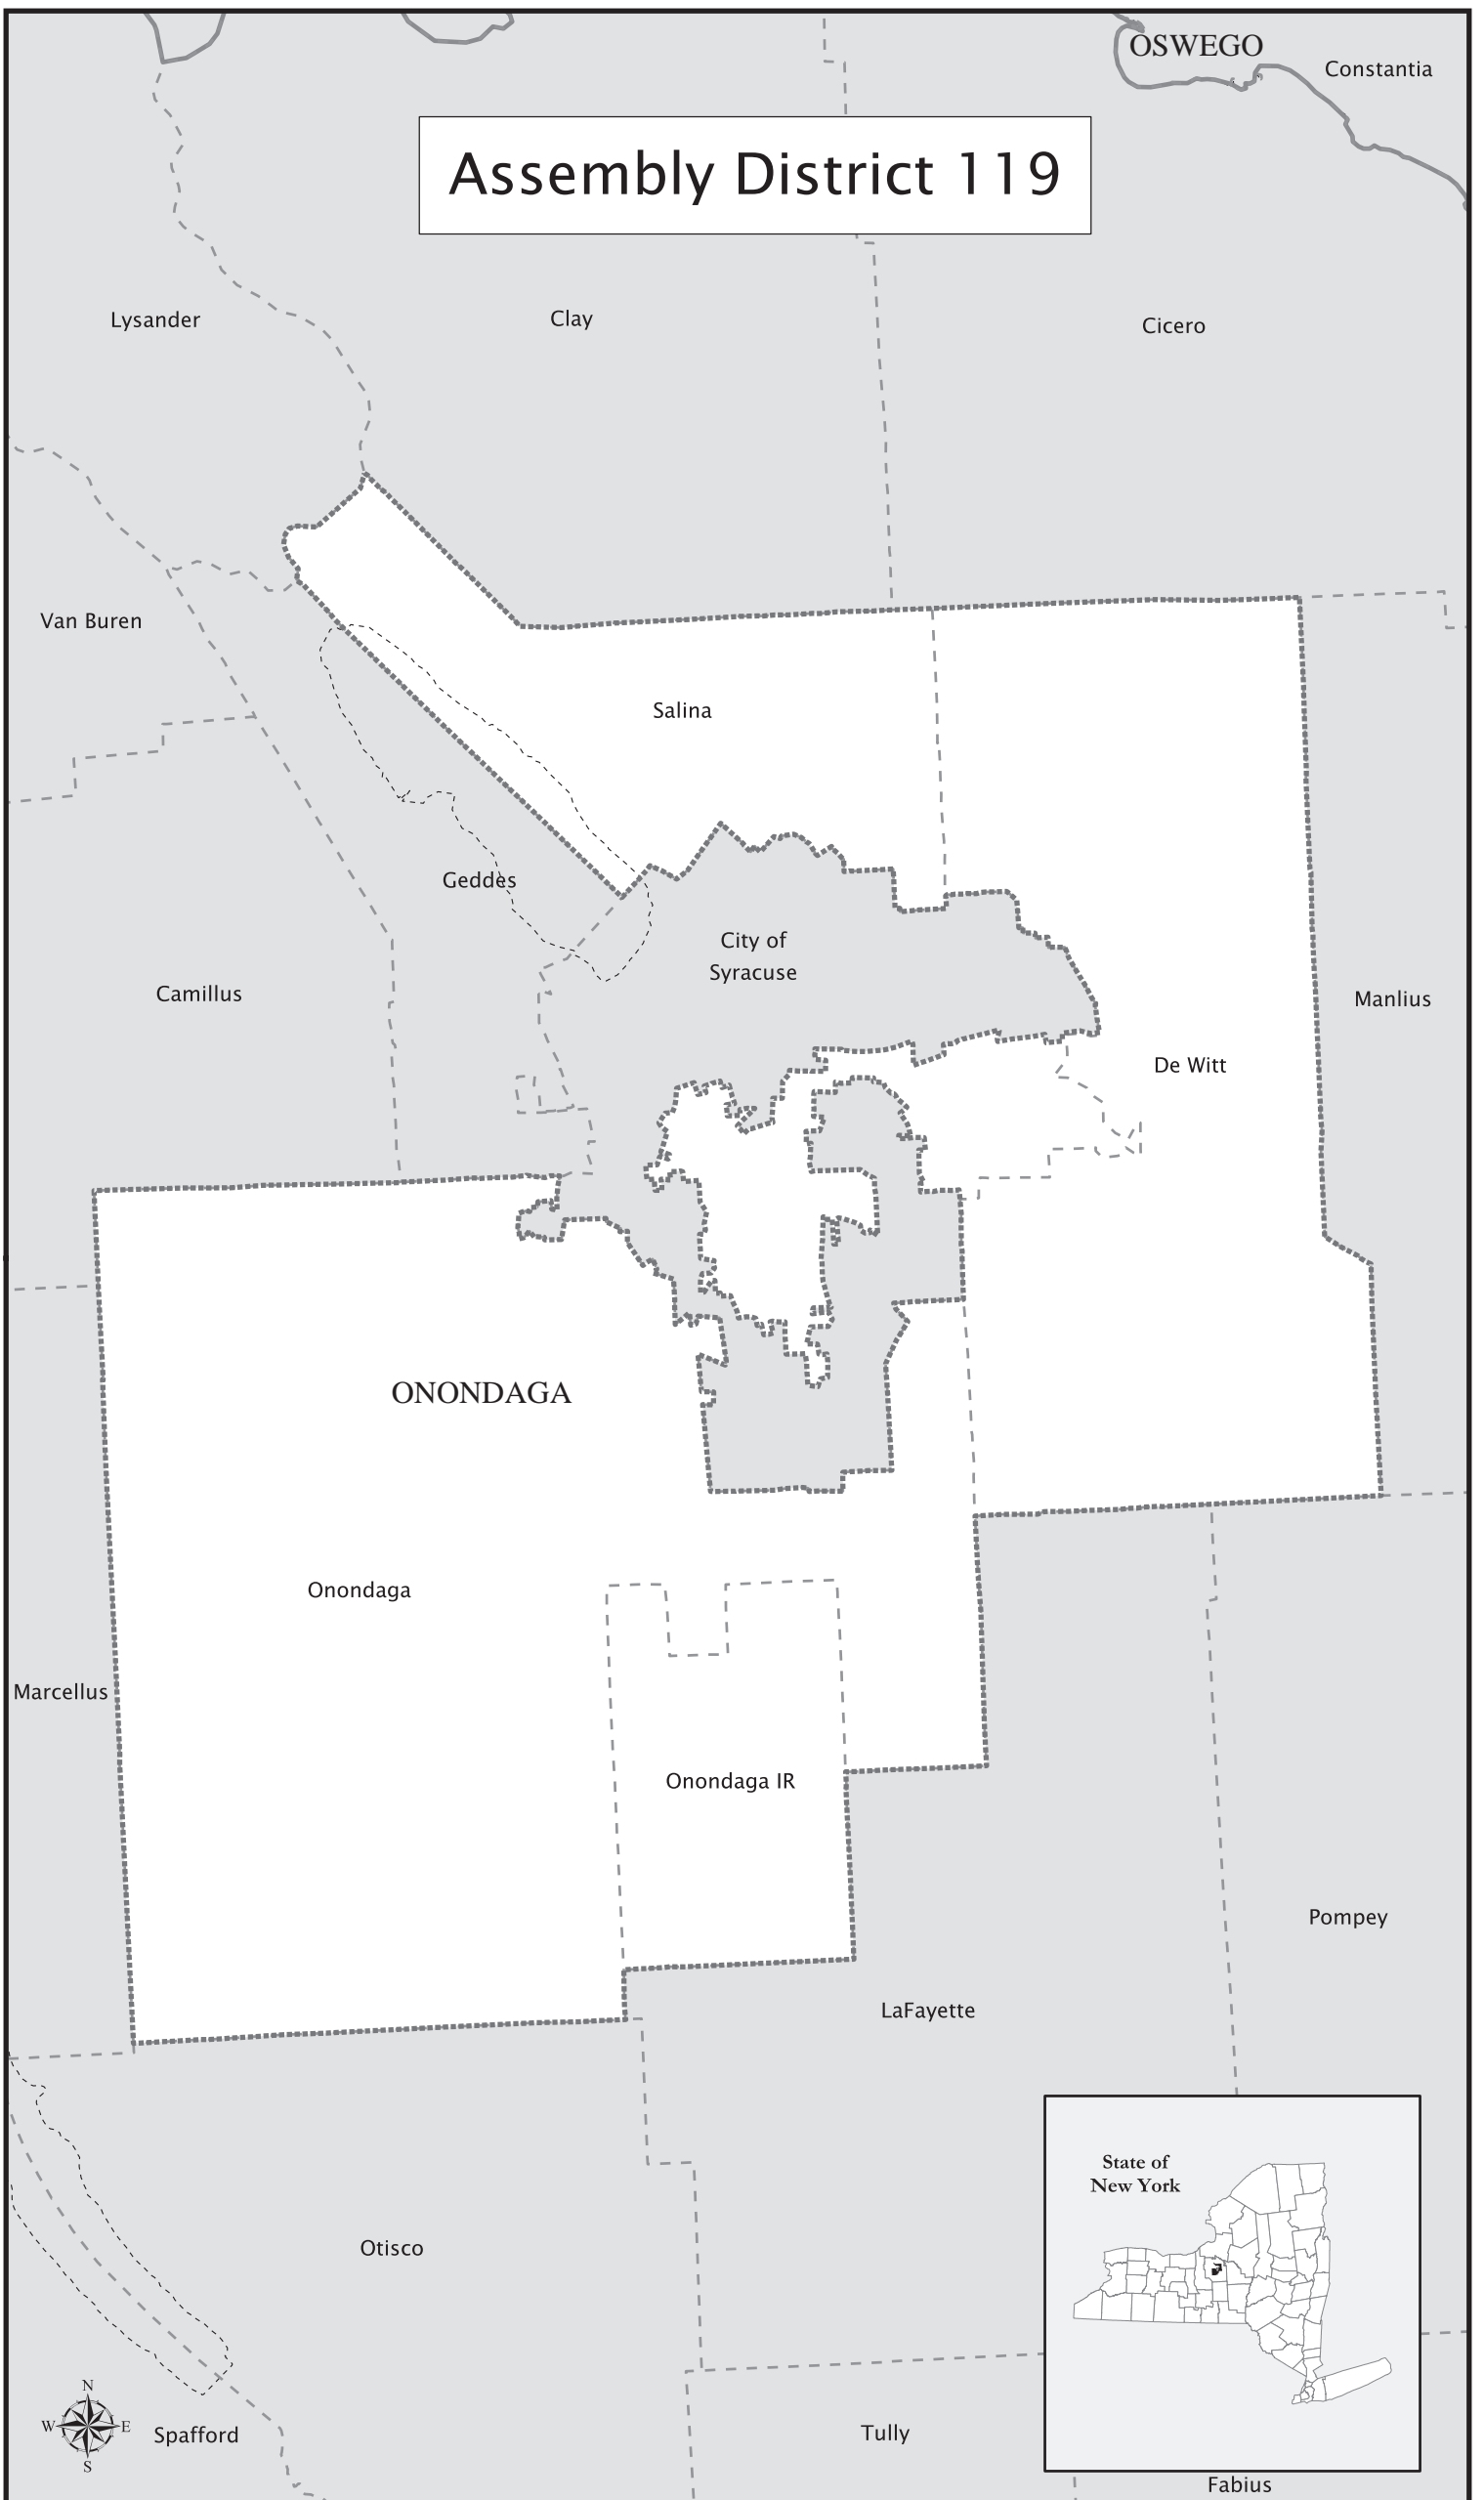 OSWEGO
Constantia
Assembly District 119
Lysander
Clay
Cicero
Van Buren
Salina
Geddes
City of
Syracuse
Camillus
Manlius
De Witt
ONONDAGA
Onondaga
Marcellus
Onondaga IR
Pompey
LaFayette
State of
New York
Otisco
N
W E
S
Spafford
Tully
Fabius